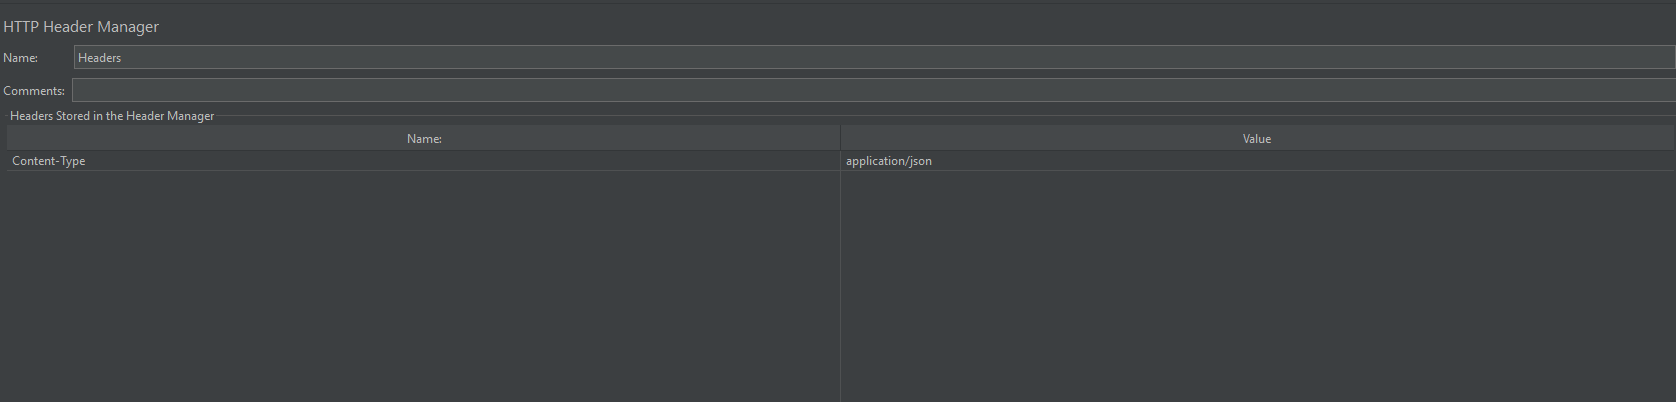 HTTP Header Manager
Name: Headers
Comments:
Headers Stored in the Header Manager
Name: Value
Content-Type application/json